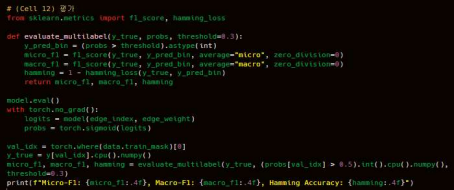 # (Cell 12) 평가
from sklearn.metrics import f1_score, hamming_loss
def evaluate_multilabel(y_true, probs, threshold=0.3):
y_pred_bin = (probs > threshold).astype(int)
micro_f1 = f1_score(y_true, y_pred_bin, average="micro", zero_division=0)
macro_f1 = f1_score(y_true, y_pred_bin, average="macro", zero_division=0)
hamming = 1 - hamming_loss(y_true, y_pred_bin)
return micro_f1, macro_f1, hamming
model.eval()
with torch.no_grad():
logits = model(edge_index, edge_weight)
probs = torch.sigmoid(logits)
val_idx = torch.where(data.train_mask)[0]
y_true = y[val_idx].cpu().numpy()
micro_f1, macro_f1, hamming = evaluate_multilabel(y_true, (probs[val_idx] > 0.5).int().cpu().numpy(),
threshold=0.3)
print(f"Micro-F1: {micro_f1:.4f}, Macro-F1: {macro_f1:.4f}, Hamming Accuracy: {hamming:.4f}")